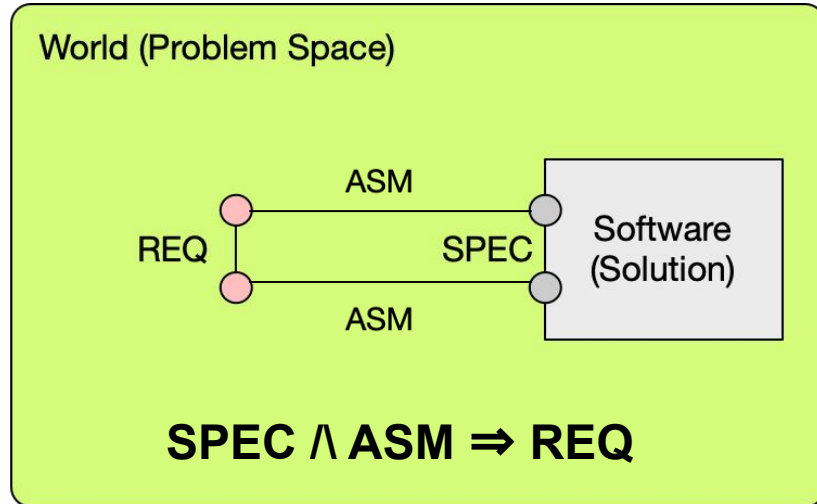 World (Problem Space)
ASM
REQ
SPEC
Software
(Solution)
ASM
SPEC /\ ASM ⇒ REQ